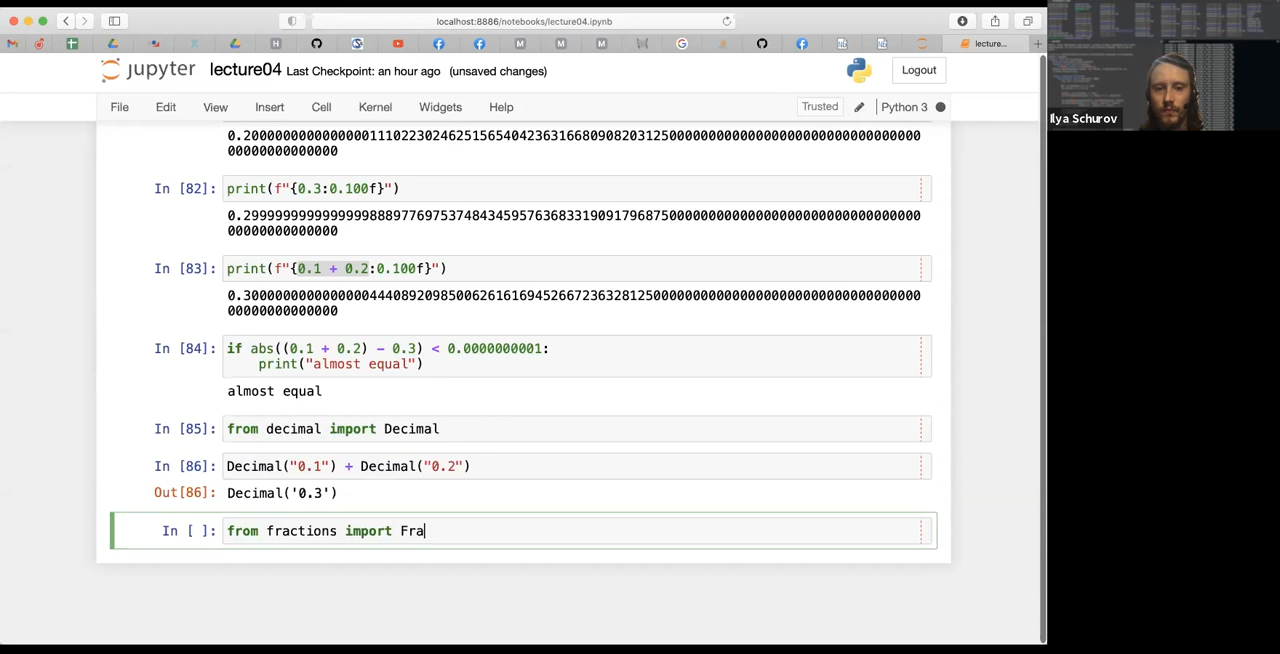 localhost:8886/notebooks/lecture04.ipynb
lecture...
jupyter lecture04 Last Checkpoint: an hour ago (unsaved changes)
Logout
File Edit View Insert Cell Kernel Widgets Help Trusted Python 3
Ilya Schurov
0.200000000000000011102230246251565404236316680908203125000000000000000000000000000000
000000000000000
In [82]: print(f"{0.3:0.100f}")
0.299999999999999988897769753748434595763683319091796875000000000000000000000000000000
000000000000000
In [83]: print(f"{0.1 + 0.2:0.100f}")
0.300000000000000044408920985006261616945266723632812500000000000000000000000000000000
000000000000000
In [84]: if abs((0.1 + 0.2) - 0.3) < 0.0000000001:
print("almost equal")
almost equal
In [85]: from decimal import Decimal
In [86]: Decimal("0.1") + Decimal("0.2")
Out[86]: Decimal('0.3')
In [ ]: from fractions import Fra